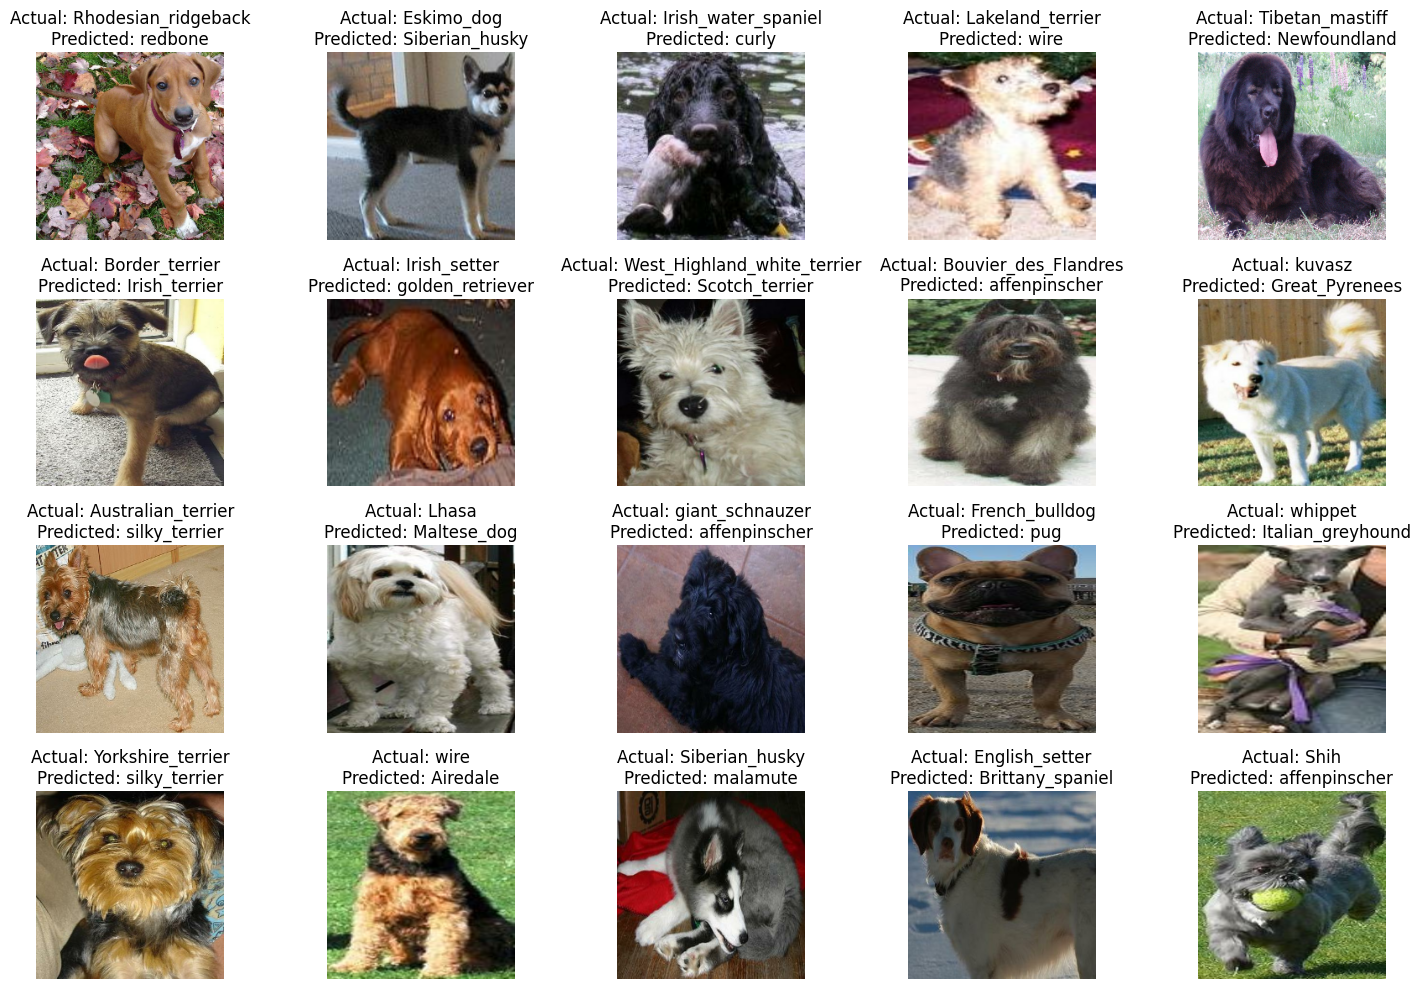 Actual: Rhodesian_ridgeback
Predicted: redbone
Actual: Eskimo_dog
Predicted: Siberian_husky
Actual: Irish_water_spaniel
Predicted: curly
Actual: Lakeland_terrier
Predicted: wire
Actual: Tibetan_mastiff
Predicted: Newfoundland
Actual: Border_terrier
Predicted: Irish_terrier
Actual: Irish_setter
Predicted: golden_retriever
Actual: West_Highland_white_terrier
Predicted: Scotch_terrier
Actual: Bouvier_des_Flandres
Predicted: affenpinscher
Actual: kuvasz
Predicted: Great_Pyrenees
Actual: Australian_terrier
Predicted: silky_terrier
Actual: Lhasa
Predicted: Maltese_dog
Actual: giant_schnauzer
Predicted: affenpinscher
Actual: French_bulldog
Predicted: pug
Actual: whippet
Predicted: Italian_greyhound
Actual: Yorkshire_terrier
Predicted: silky_terrier
Actual: wire
Predicted: Airedale
Actual: Siberian_husky
Predicted: malamute
Actual: English_setter
Predicted: Brittany_spaniel
Actual: Shih
Predicted: affenpinscher